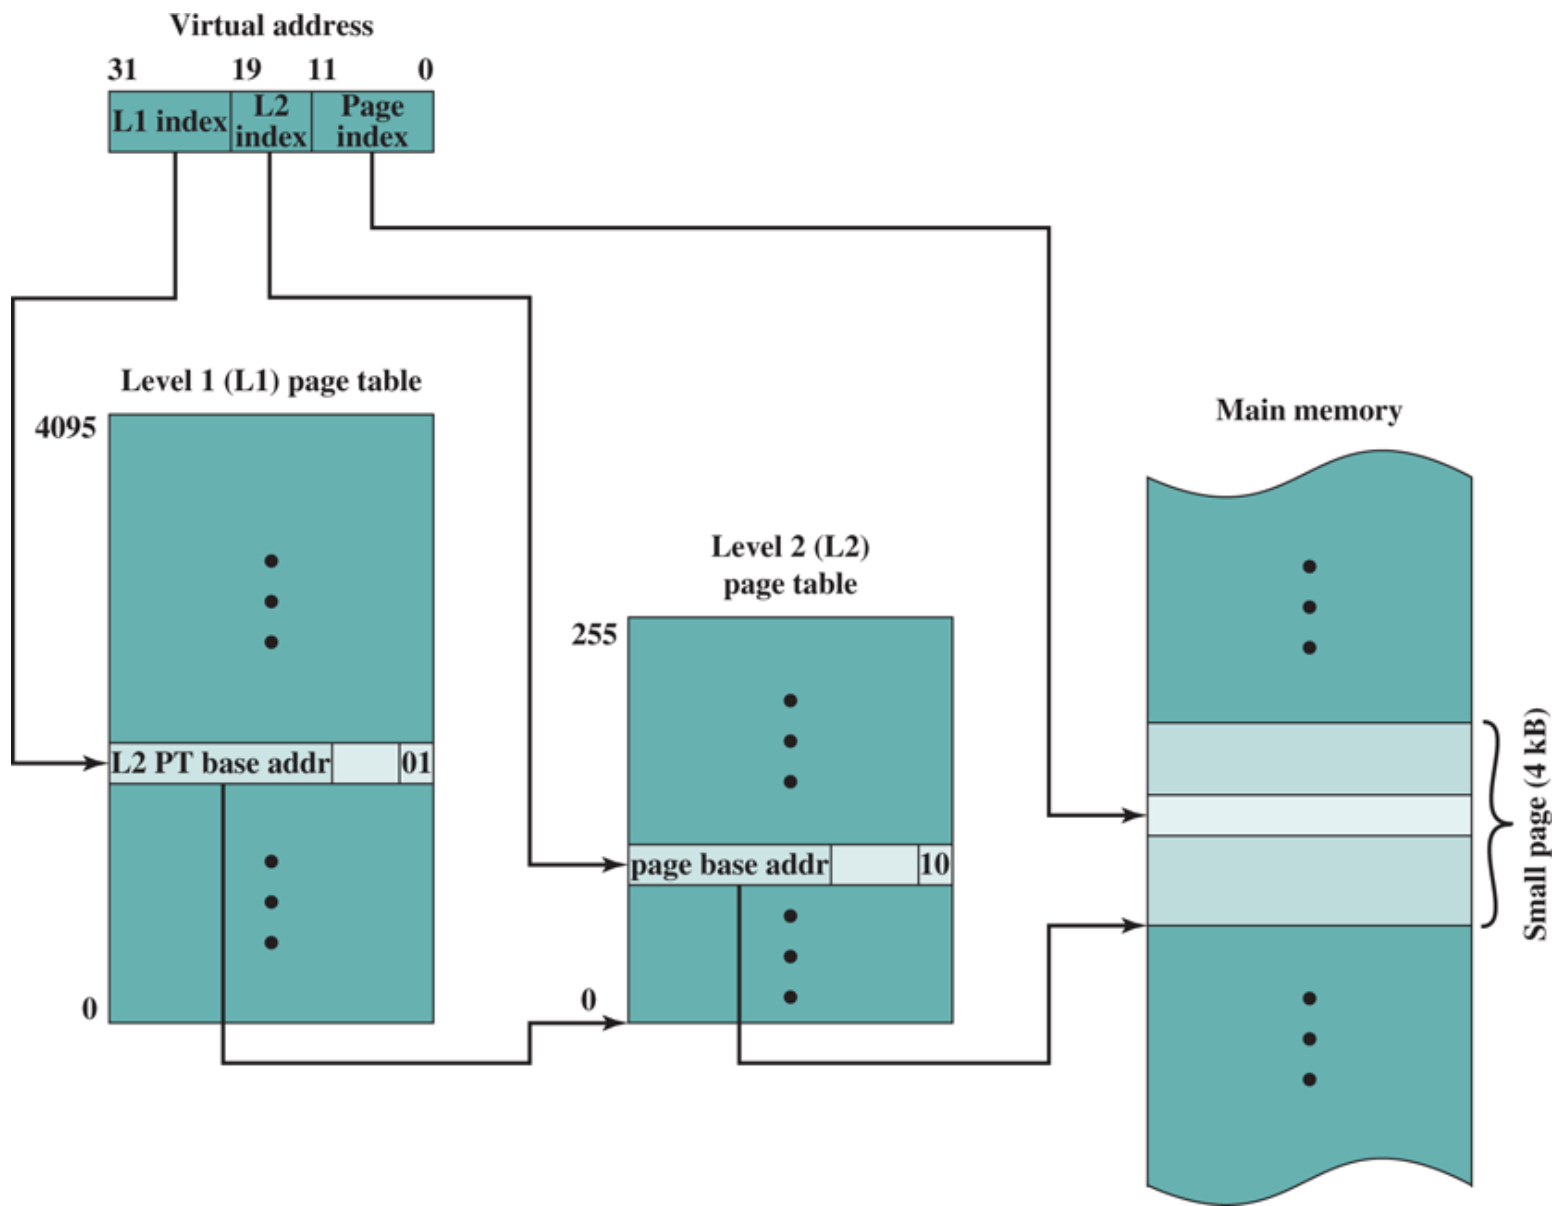 Virtual address
31 19 11 0
L1 index
L2
index
Page
index
Level 1 (L1) page table
4095
L2 PT base addr 01
0
Level 2 (L2)
page table
255
page base addr 10
0
Main memory
Small page (4 kB)